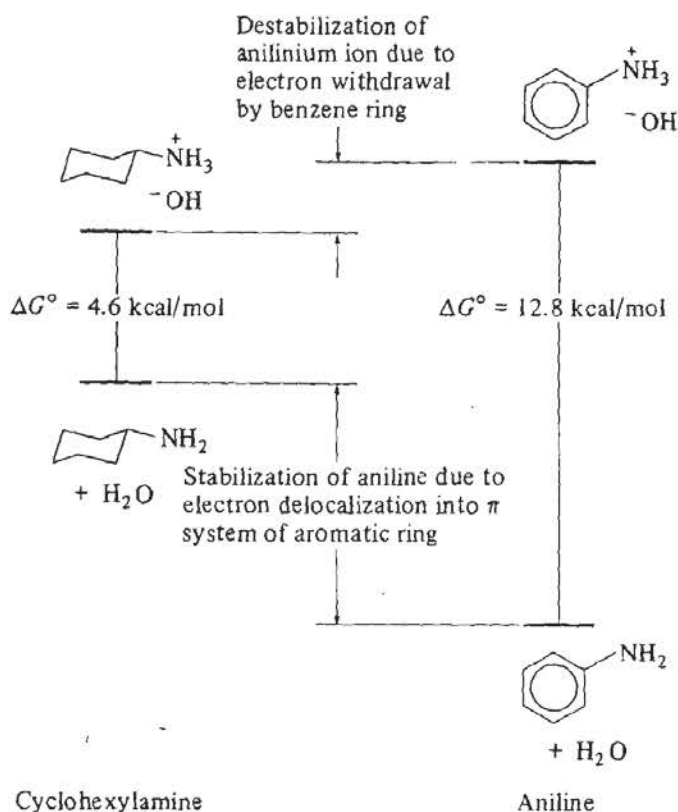 Destabilization of
anilinium ion due to
electron withdrawal
by benzene ring
+
NH₃
⁻OH
+
NH₃
⁻OH
ΔG° = 4.6 kcal/mol
ΔG° = 12.8 kcal/mol
NH₂
+ H₂O
Stabilization of aniline due to
electron delocalization into π
system of aromatic ring
NH₂
+ H₂O
Cyclohexylamine
Aniline